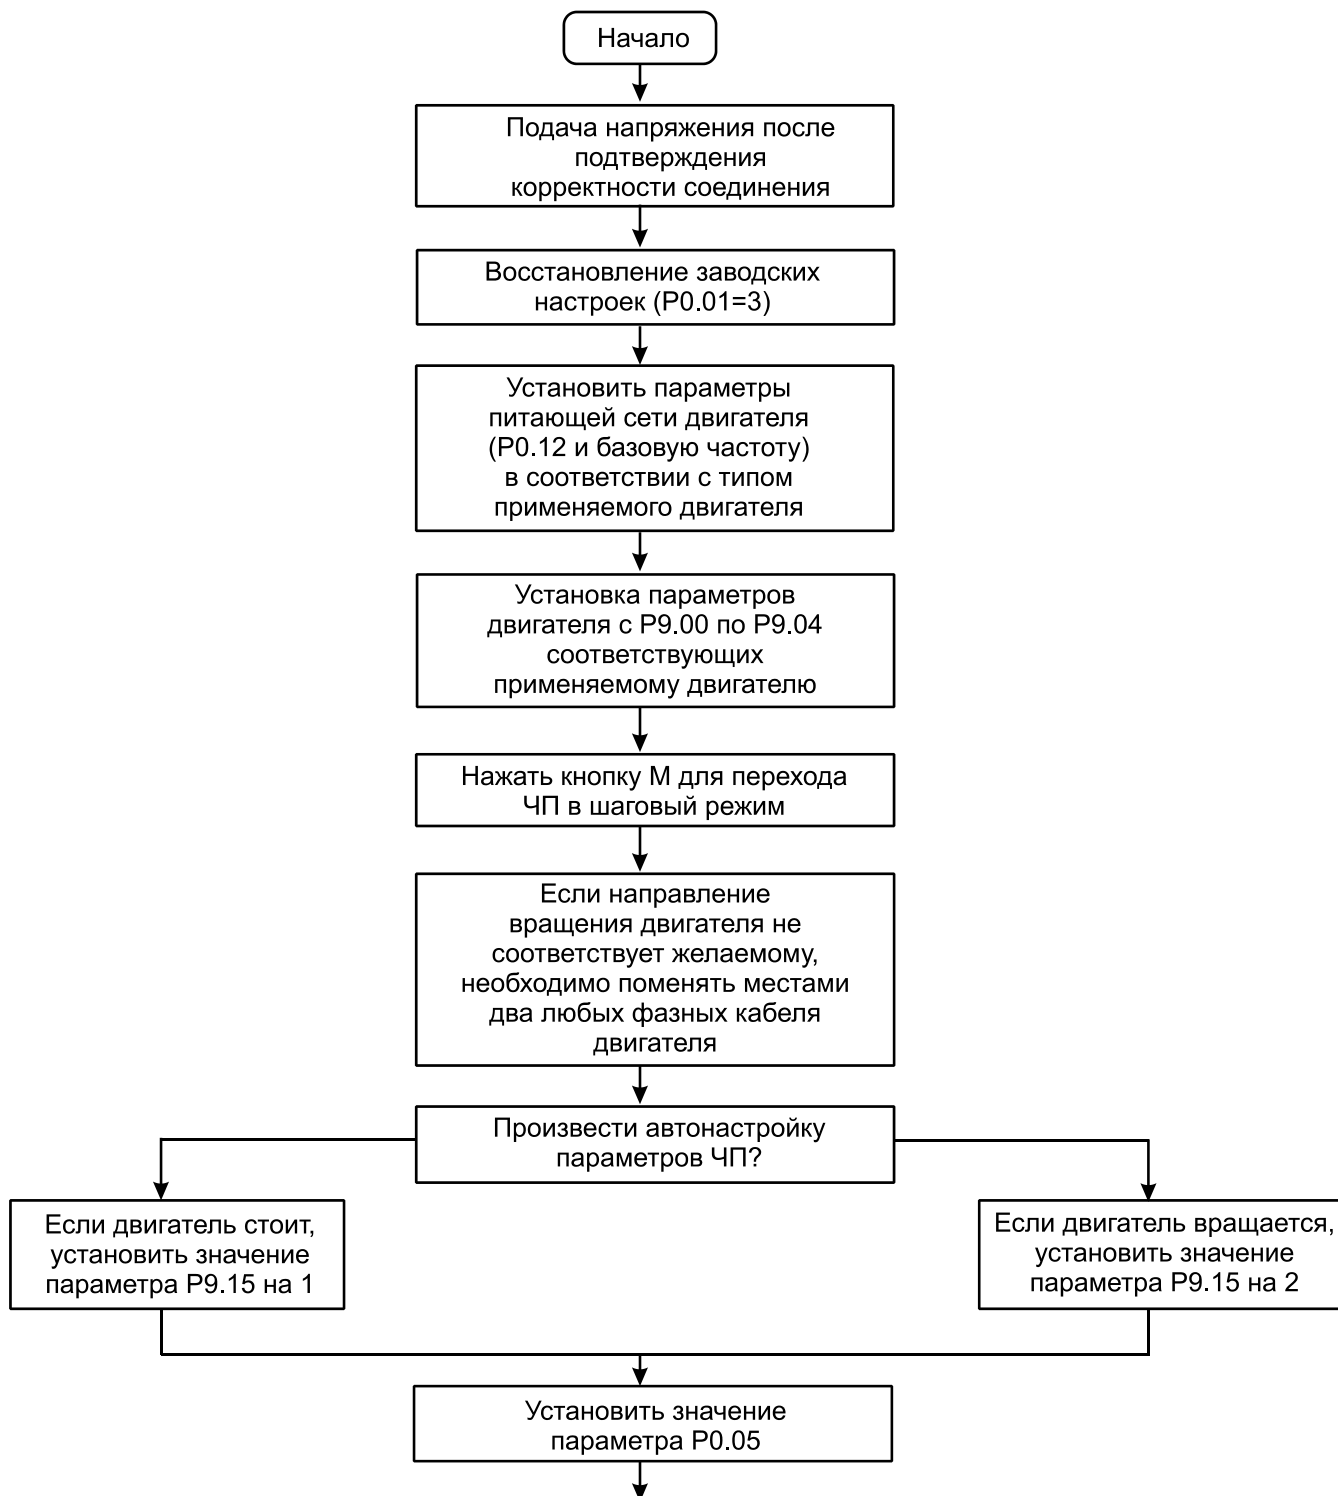 Начало
Подача напряжения после
подтверждения
корректности соединения
Восстановление заводских
настроек (P0.01=3)
Установить параметры
питающей сети двигателя
(P0.12 и базовую частоту)
в соответствии с типом
применяемого двигателя
Установка параметров
двигателя с P9.00 по P9.04
соответствующих
применяемому двигателю
Нажать кнопку М для перехода
ЧП в шаговый режим
Если направление
вращения двигателя не
соответствует желаемому,
необходимо поменять местами
два любых фазных кабеля
двигателя
Произвести автонастройку
параметров ЧП?
Если двигатель стоит,
установить значение
параметра P9.15 на 1
Если двигатель вращается,
установить значение
параметра P9.15 на 2
Установить значение
параметра P0.05